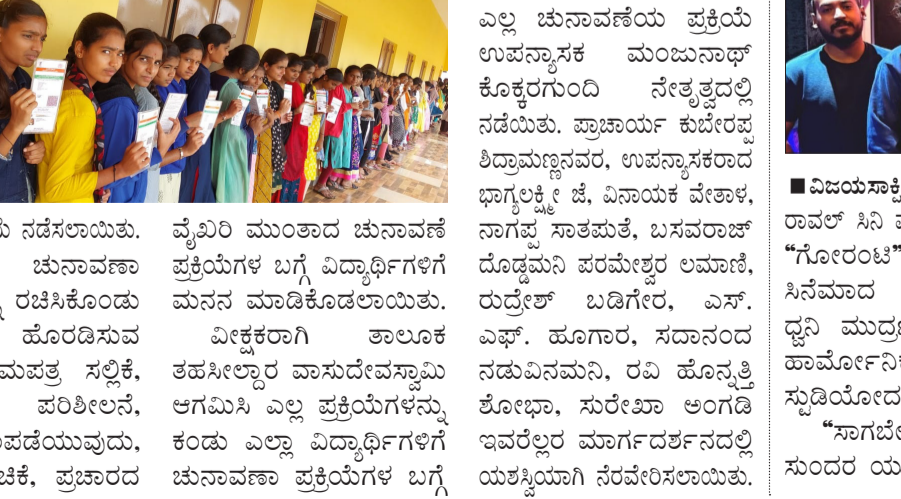 ನಡೆಸಲಾಯಿತು.
ಚುನಾವಣಾ
ರಚಿಸಿಕೊಂಡು
ಹೊರಡಿಸುವ
ಸಲ್ಲಿಕೆ,
ಪರಿಶೀಲನೆ,
ಪ್ರಚಾರದ
ವೈಖರಿ ಮುಂತಾದ ಚುನಾವಣೆ
ಪ್ರಕ್ರಿಯೆಗಳ ಬಗ್ಗೆ ವಿದ್ಯಾರ್ಥಿಗಳಿಗೆ
ಮನನ ಮಾಡಿಕೊಡಲಾಯಿತು.
ವೀಕ್ಷಕರಾಗಿ ತಾಲೂಕ
ತಹಸೀಲ್ದಾರ ವಾಸುದೇವಸ್ವಾಮಿ
ಆಗಮಿಸಿ ಎಲ್ಲ ಪ್ರಕ್ರಿಯೆಗಳನ್ನು
ಕಂಡು ಎಲ್ಲಾ ವಿದ್ಯಾರ್ಥಿಗಳಿಗೆ
ಚುನಾವಣಾ ಪ್ರಕ್ರಿಯೆಗಳ ಬಗ್ಗೆ
ಎಲ್ಲ ಚುನಾವಣೆಯ ಪ್ರಕ್ರಿಯೆ
ಉಪನ್ಯಾಸಕ ಮಂಜುನಾಥ್
ಕೊಕ್ಕರಗುಂದಿ ನೇತೃತ್ವದಲ್ಲಿ
ನಡೆಯಿತು. ಪ್ರಾಚಾರ್ಯ ಕುಬೇರಪ್ಪ
ಶಿದ್ರಾಮಣ್ಣನವರ, ಉಪನ್ಯಾಸಕರಾದ
ಭಾಗ್ಯಲಕ್ಷ್ಮೀ ಜೆ, ವಿನಾಯಕ ವೇತಾಳ,
ನಾಗಪ್ಪ ಸಾತಪುತೆ, ಬಸವರಾಜ್
ದೊಡ್ಡಮನಿ ಪರಮೇಶ್ವರ ಲಮಾಣಿ,
ರುದ್ರೇಶ್ ಬಡಿಗೇರ, ಎಸ್.
ಎಫ್. ಹೂಗಾರ, ಸದಾನಂದ
ನಡುವಿನಮನಿ, ರವಿ ಹೊನ್ನತ್ತಿ
ಶೋಭಾ, ಸುರೇಖಾ ಅಂಗಡಿ
ಇವರೆಲ್ಲರ ಮಾರ್ಗದರ್ಶನದಲ್ಲಿ
ಯಶಸ್ವಿಯಾಗಿ ನೆರವೇರಿಸಲಾಯಿತು.
■ ವಿಜಯಸಾಕ್ಷಿ
ರಾವಲ್ ಸಿನಿ
“ಗೋರಂಟಿ”
ಸಿನೆಮಾದ
ಧ್ವನಿ
ಸುಂದರ